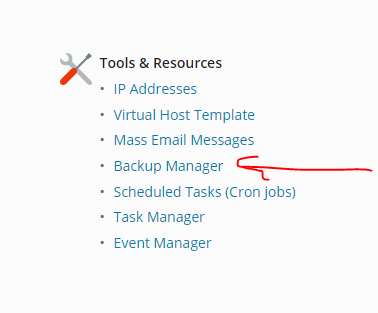 Tools & Resources
IP Addresses
Virtual Host Template
Mass Email Messages
Backup Manager
Scheduled Tasks (Cron jobs)
Task Manager
Event Manager